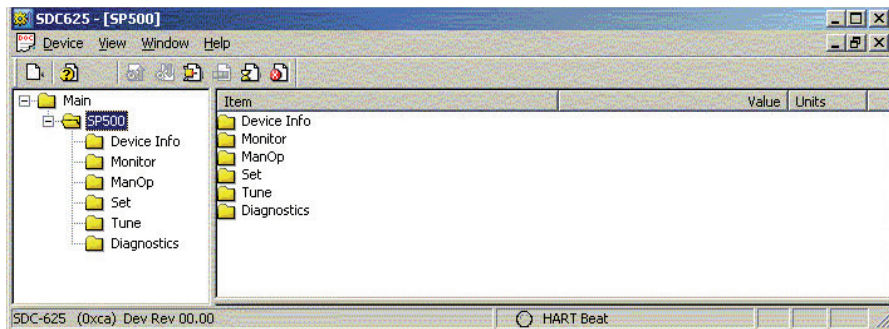 SDC625 - [SP500]
Device View Window Help
Main
SP500
Device Info
Monitor
ManOp
Set
Tune
Diagnostics
Item Value Units
Device Info
Monitor
ManOp
Set
Tune
Diagnostics
SDC-625 (0xca) Dev Rev 00.00 HART Beat